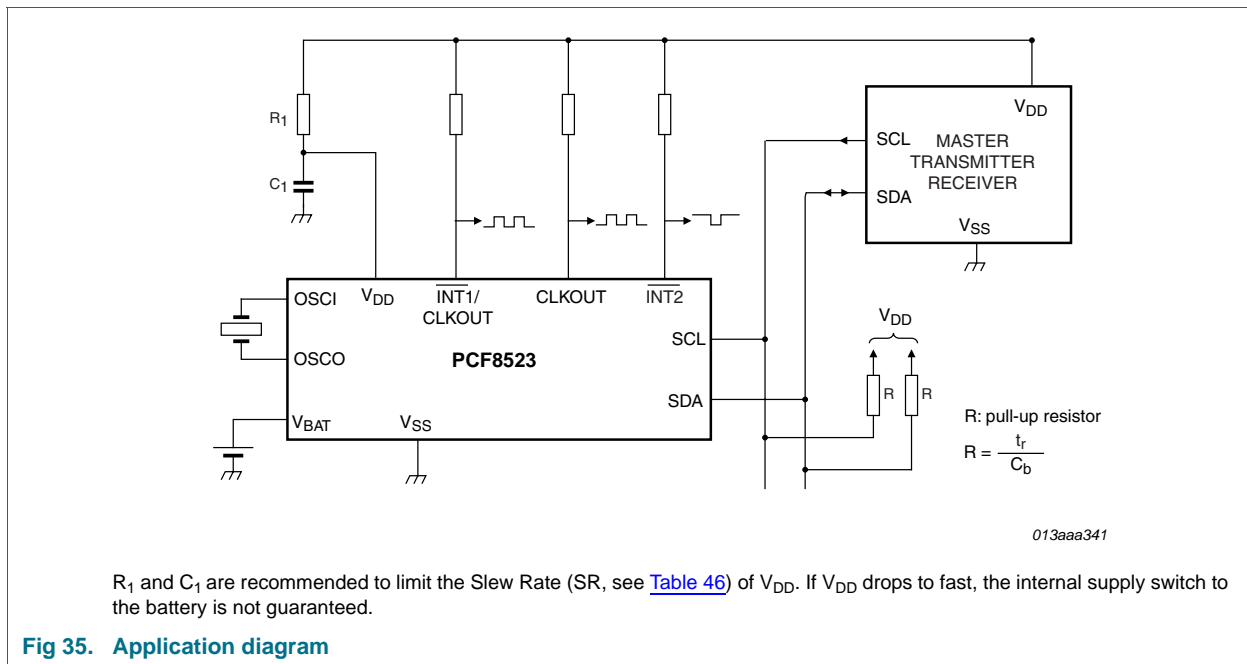 R1
C1
VDD
SCL
MASTER
TRANSMITTER
RECEIVER
SDA
VSS
OSCI
VDD
INT1/
CLKOUT
CLKOUT
INT2
SCL
OSCO
PCF8523
SDA
VBAT
VSS
VDD
R
R
R: pull-up resistor
R = tr / Cb
013aaa341
R1 and C1 are recommended to limit the Slew Rate (SR, see Table 46) of VDD. If VDD drops to fast, the internal supply switch to
the battery is not guaranteed.
Fig 35. Application diagram